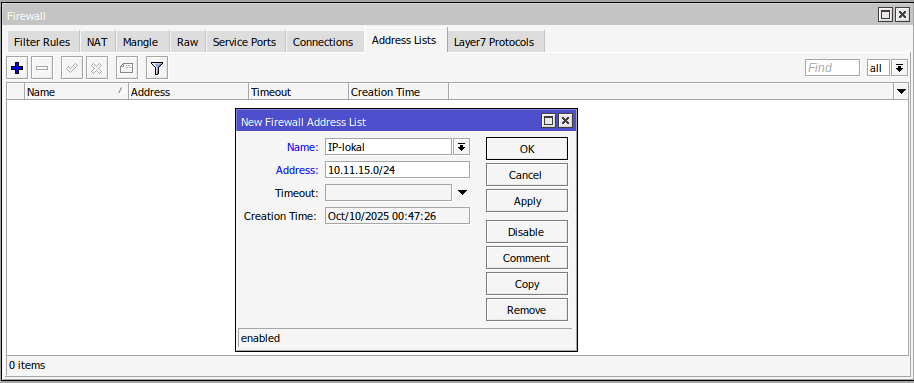 Firewall
Filter Rules NAT Mangle Raw Service Ports Connections Address Lists Layer7 Protocols
Find all
Name Address Timeout Creation Time
New Firewall Address List
Name: IP-lokal OK
Address: 10.11.15.0/24 Cancel
Timeout: Apply
Creation Time: Oct/10/2025 00:47:26
Disable
Comment
Copy
Remove
enabled
0 items